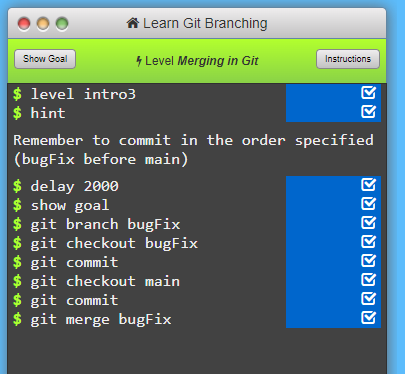 Learn Git Branching
Show Goal
Level Merging in Git
Instructions
$ level intro3
$ hint
Remember to commit in the order specified
(bugFix before main)
$ delay 2000
$ show goal
$ git branch bugFix
$ git checkout bugFix
$ git commit
$ git checkout main
$ git commit
$ git merge bugFix